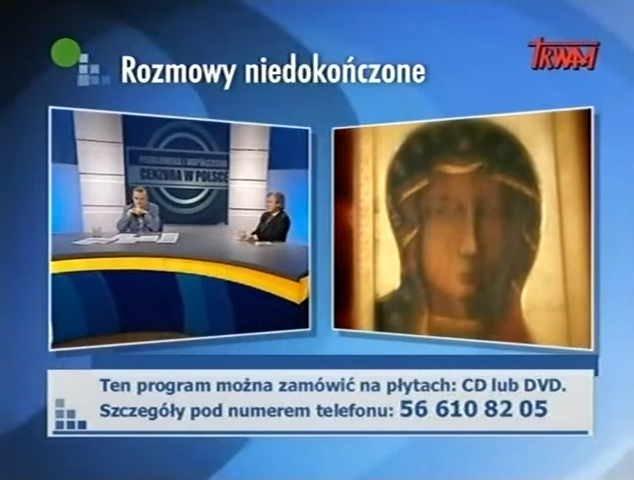 Rozmowy niedokończone
TRWAM
CENZURA W POLSCE
Ten program można zamówić na płytach: CD lub DVD.
Szczegóły pod numerem telefonu: 56 610 82 05